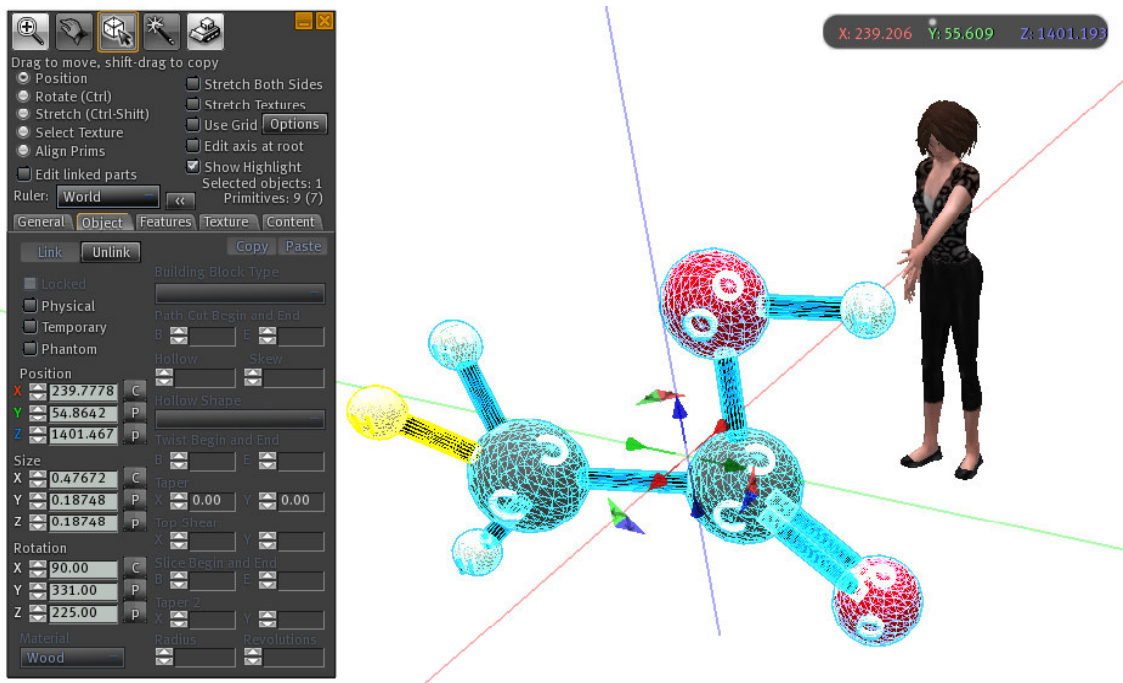 X: 239.206 Y: 55.609 Z: 1401.193
Drag to move, shift-drag to copy
Position
Rotate (Ctrl)
Stretch (Ctrl-Shift)
Select Texture
Align Prims
Edit linked parts
Stretch Both Sides
Stretch Textures
Use Grid Options
Edit axis at root
Show Highlight
Selected objects: 1
Primitives: 9 (7)
Ruler: World <<
General Object Features Texture Content
Link Unlink
Copy Paste
Locked
Physical
Temporary
Phantom
Position
X 239.7778 C
Y 54.8642 P
Z 1401.467 p
Size
X 0.47672 C
Y 0.18748 P
Z 0.18748 p
Rotation
X 90.00 C
Y 331.00 P
Z 225.00 p
Material
Wood
Building Block Type
Path Cut Begin and End
B E
Hollow Skew
Hollow Shape
Twist Begin and End
B E
Taper
X 0.00 Y 0.00
Top Shear
X Y
Slice Begin and End
B E
Taper 2
X Y
Radius Revolutions
O
O
C
C
C
C
O
O